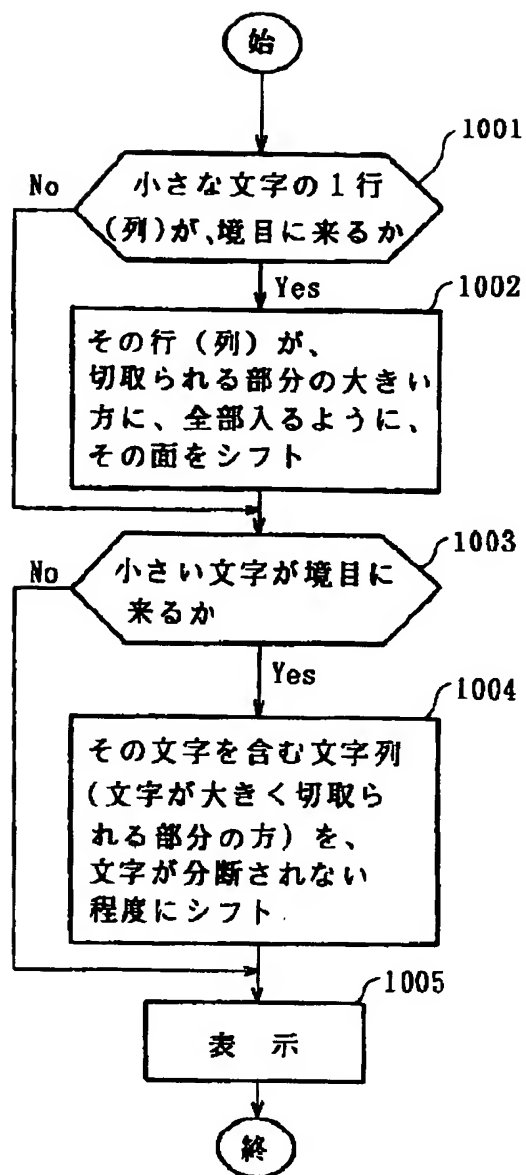 始
1001
No
小さな文字の1行
(列)が、境目に来るか
Yes
1002
その行(列)が、
切取られる部分の大きい
方に、全部入るように、
その面をシフト
1003
No
小さい文字が境目に
来るか
Yes
1004
その文字を含む文字列
(文字が大きく切取ら
れる部分の方)を、
文字が分断されない
程度にシフト
1005
表 示
終